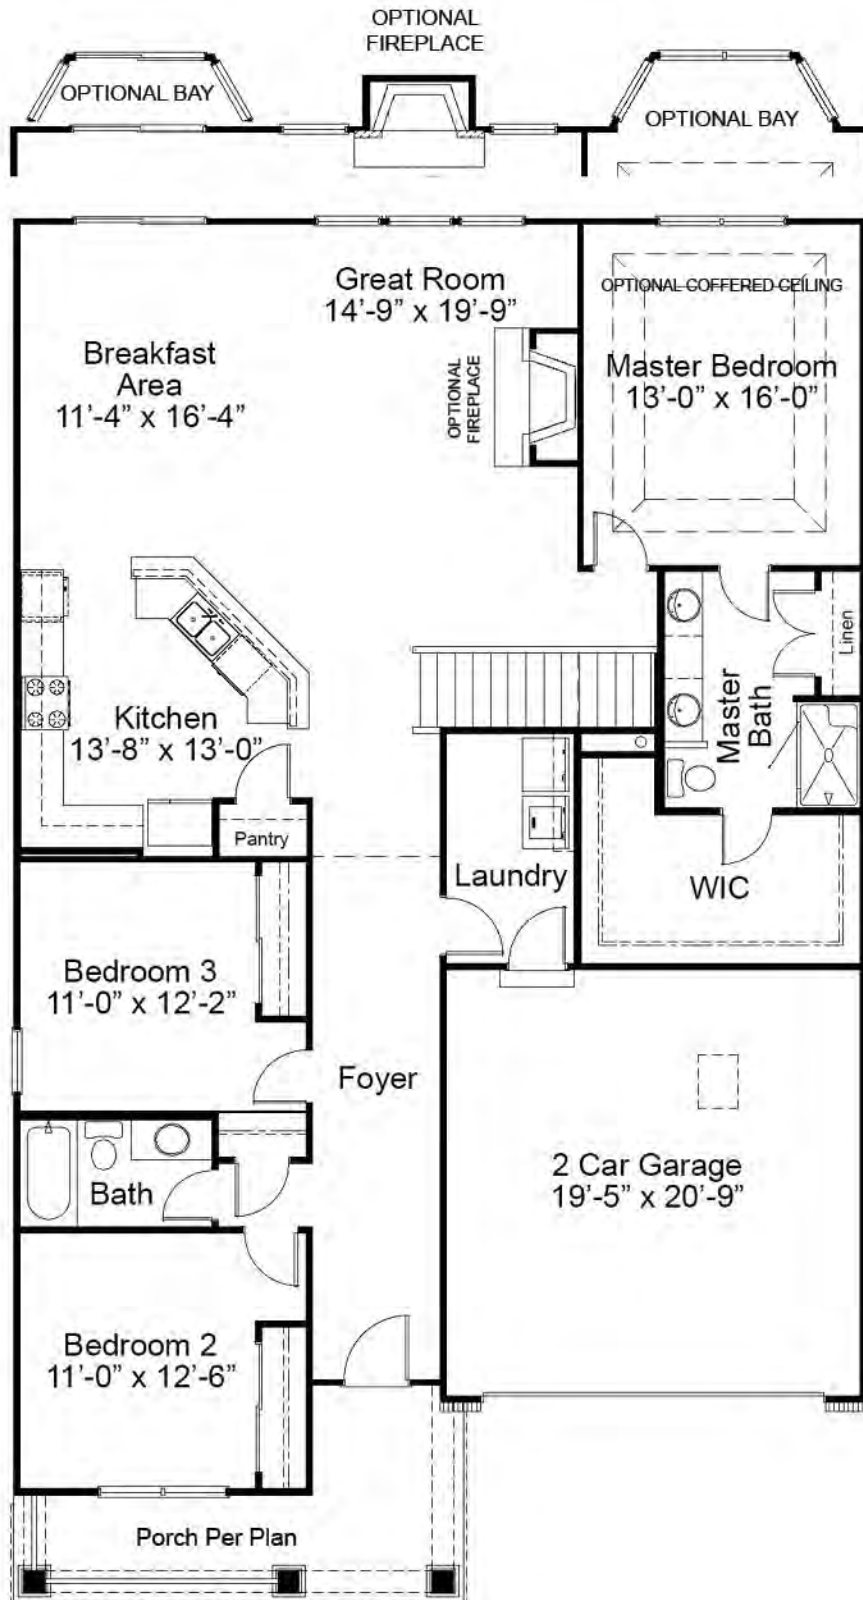 OPTIONAL
FIREPLACE
OPTIONAL BAY
OPTIONAL BAY
Great Room
14'-9” x 19'-9”
OPTIONAL COFFERED CEILING
Breakfast
Area
11'-4” x 16'-4”
OPTIONAL
FIREPLACE
Master Bedroom
13'-0” x 16'-0”
Linen
Master
Bath
Kitchen
13'-8” x 13'-0”
Pantry
Laundry
WIC
Bedroom 3
11'-0” x 12'-2”
Foyer
2 Car Garage
19'-5” x 20'-9”
Bath
Bedroom 2
11'-0” x 12'-6”
Porch Per Plan